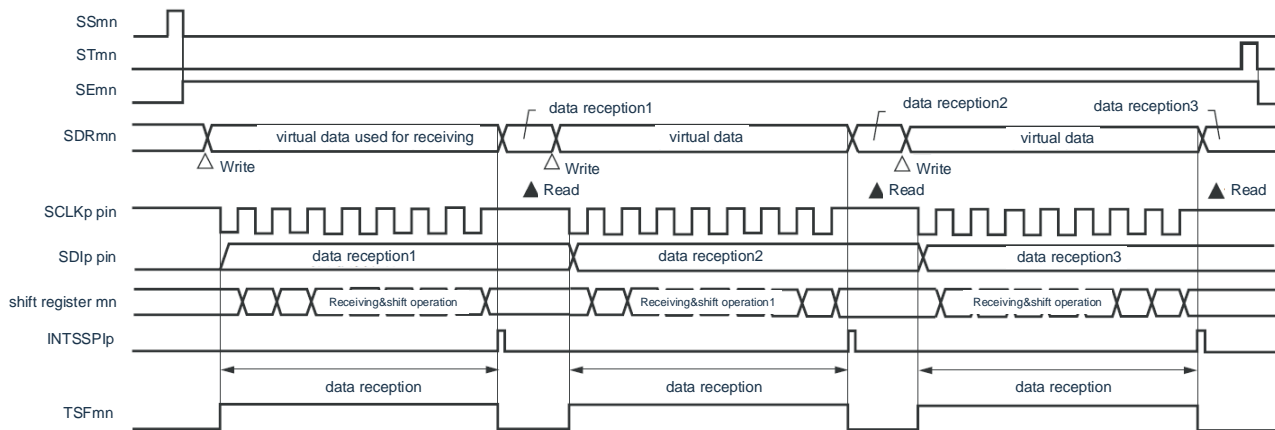 SSmn
STmn
SEmn
data reception1
data reception2
data reception3
SDRmn
virtual data used for receiving
virtual data
virtual data
Write
Write
Write
Read
Read
Read
SCLKp pin
SDIp pin
data reception1
data reception2
data reception3
shift register mn
Receiving&shift operation
Receiving&shift operation1
Receiving&shift operation
INTSSPIp
data reception
data reception
data reception
TSFmn